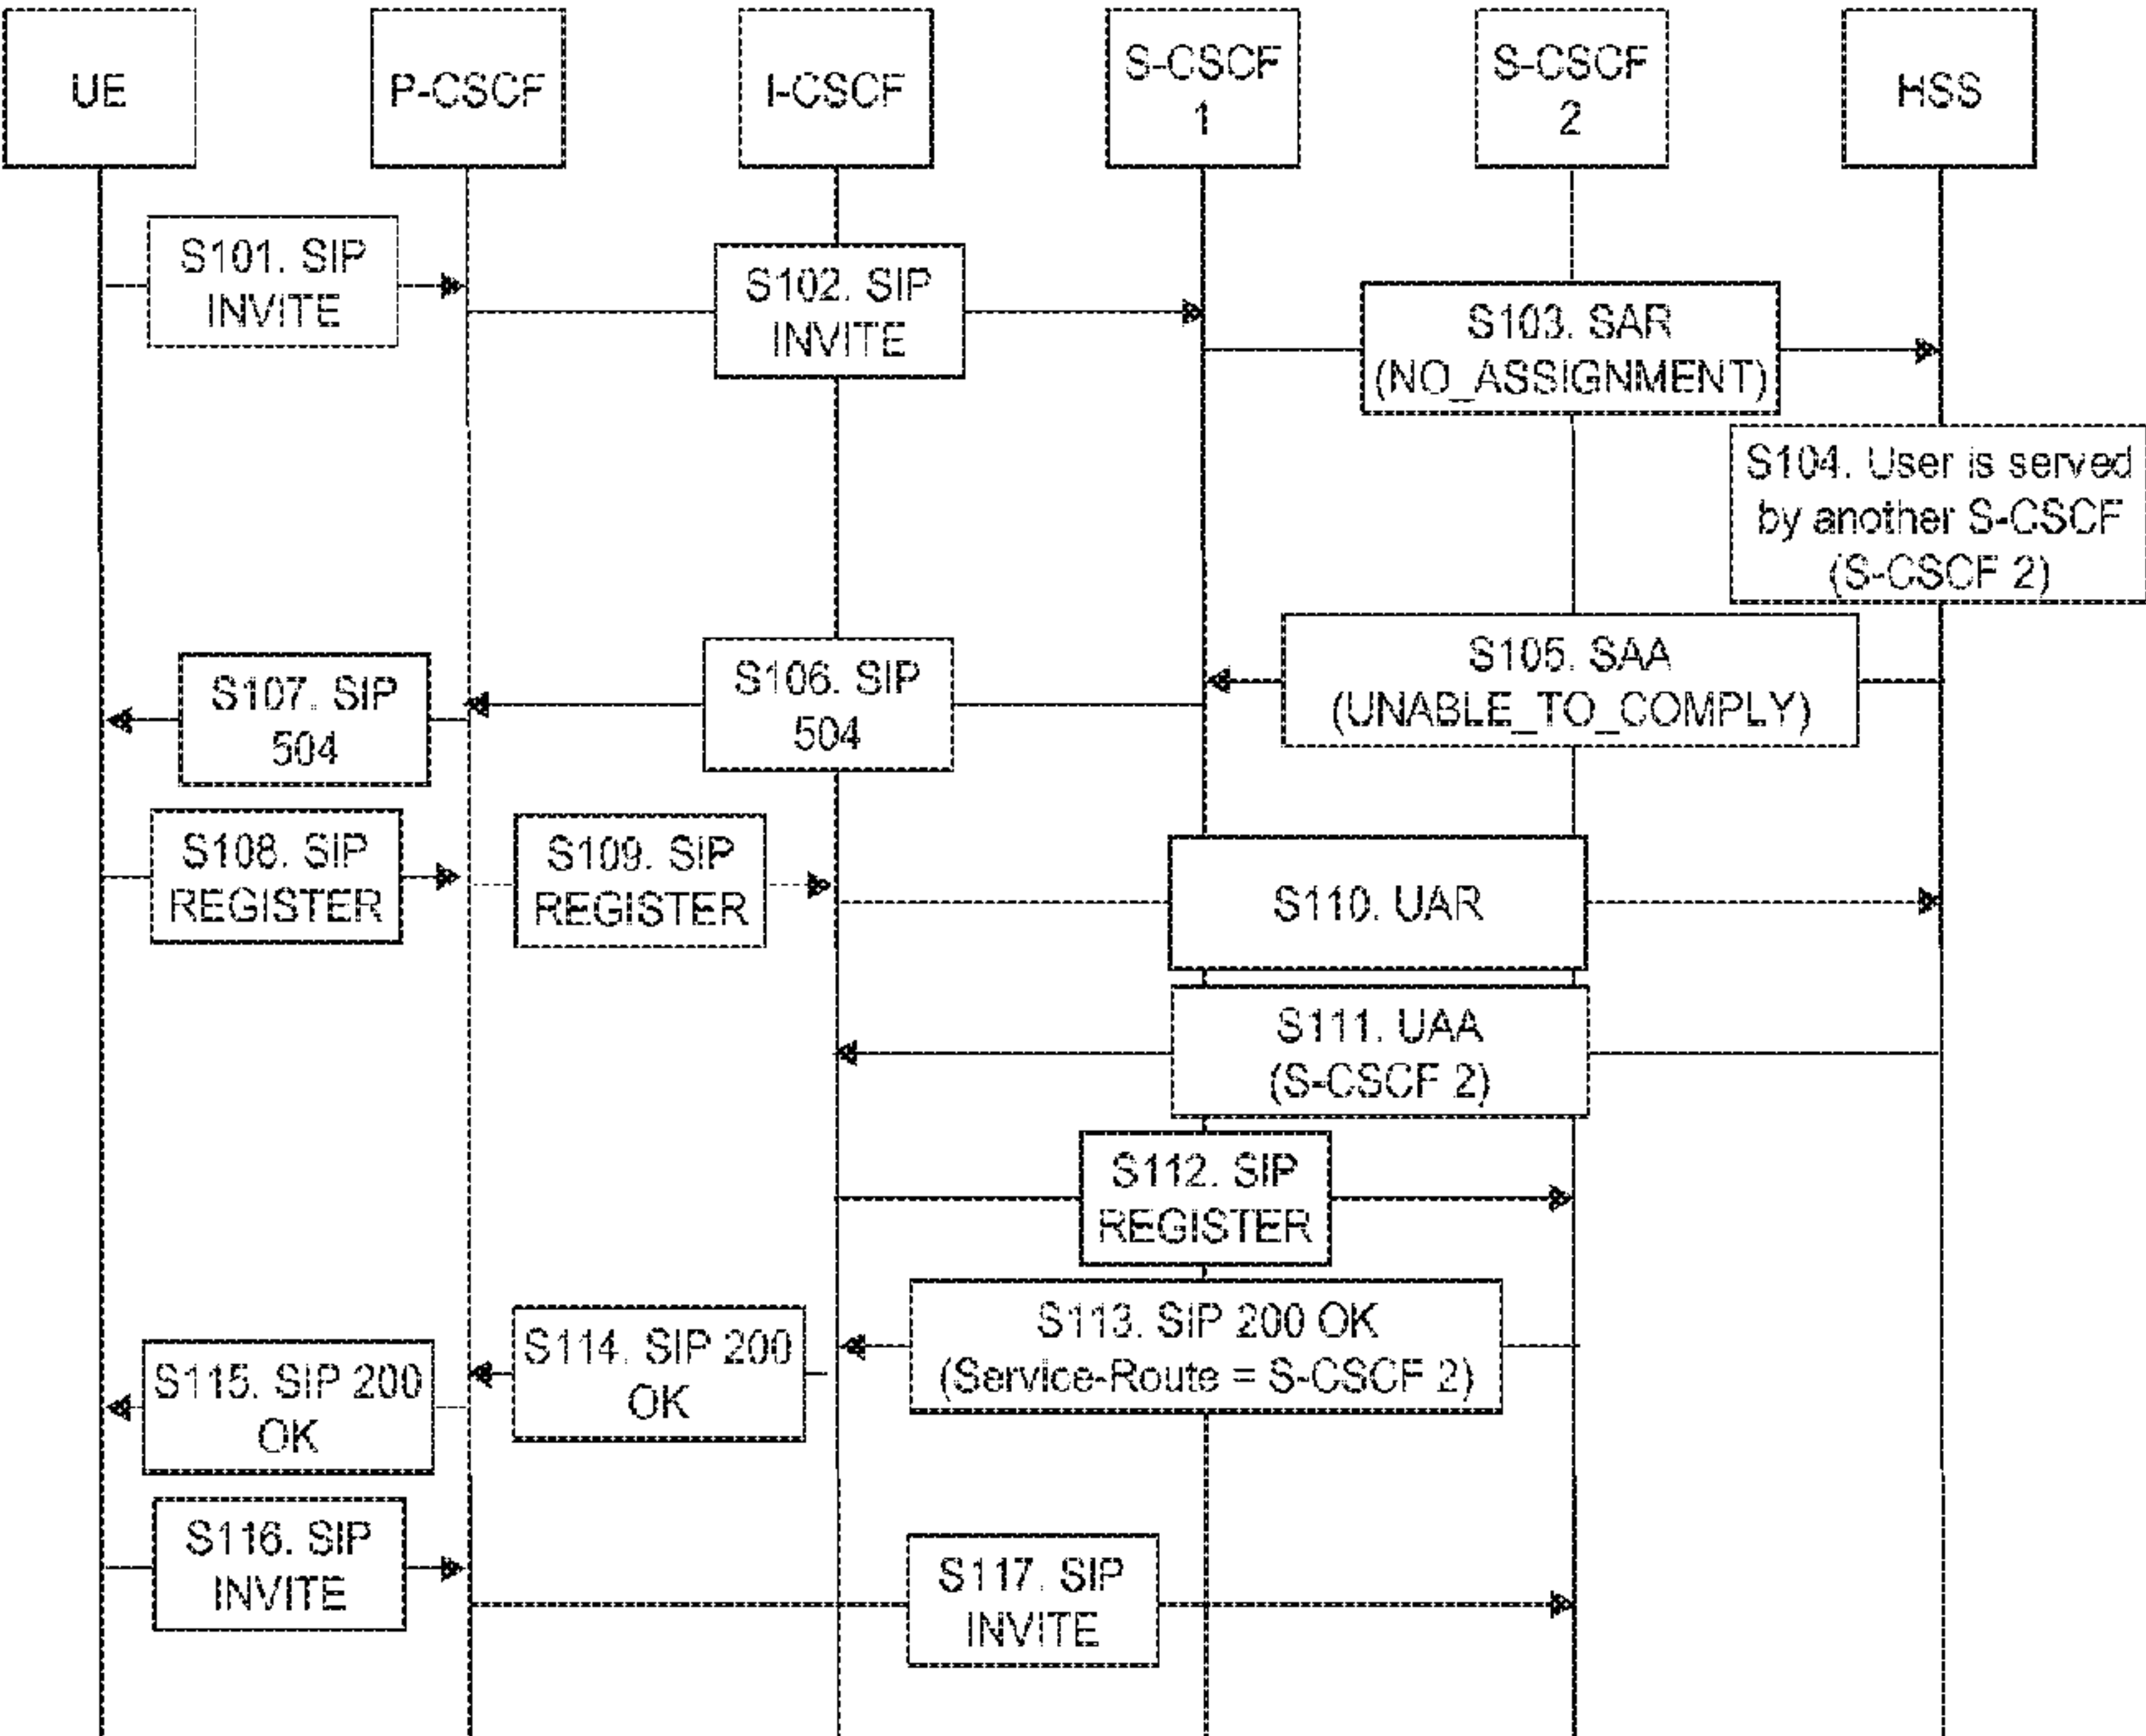 UE
P-CSCF
I-CSCF
S-CSCF
1
S-CSCF
2
HSS
S101. SIP
INVITE
S102. SIP
INVITE
S103. SAR
(NO_ASSIGNMENT)
S104. User is served
by another S-CSCF
(S-CSCF 2)
S105. SAA
(UNABLE_TO_COMPLY)
S106. SIP
504
S107. SIP
504
S108. SIP
REGISTER
S109. SIP
REGISTER
S110. UAR
S111. UAA
(S-CSCF 2)
S112. SIP
REGISTER
S113. SIP 200 OK
(Service-Route = S-CSCF 2)
S114. SIP 200
OK
S115. SIP 200
OK
S116. SIP
INVITE
S117. SIP
INVITE